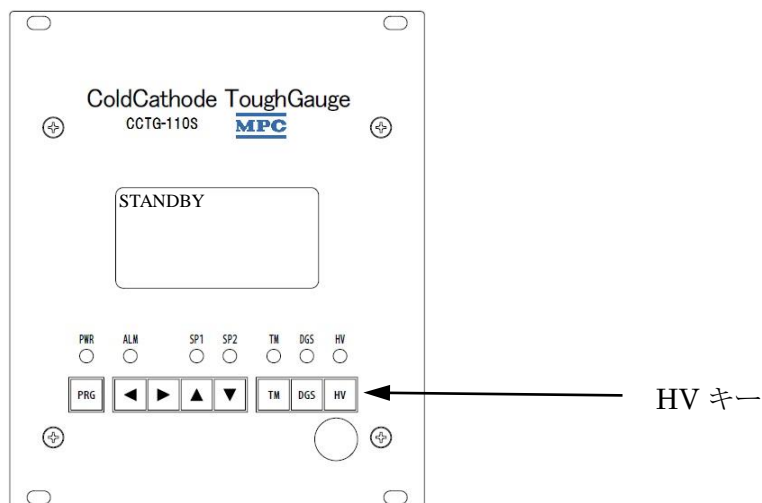 ColdCathode ToughGauge
CCTG-110S MPC
STANDBY
PWR ALM SP1 SP2 TM DGS HV
PRG ◀ ▶ ▲ ▼ TM DGS HV
HV キー